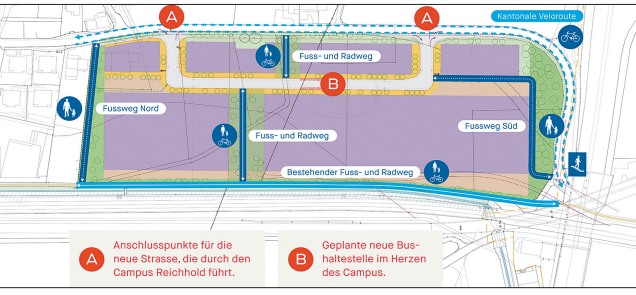 A
A
Kantonale Veloroute
Fuss- und Radweg
B
Fussweg Nord
Fussweg Süd
Fuss- und Radweg
Bestehender Fuss- und Radweg
A
Anschlusspunkte für die
neue Strasse, die durch den
Campus Reichhold führt.
B
Geplante neue Bus-
haltestelle im Herzen
des Campus.